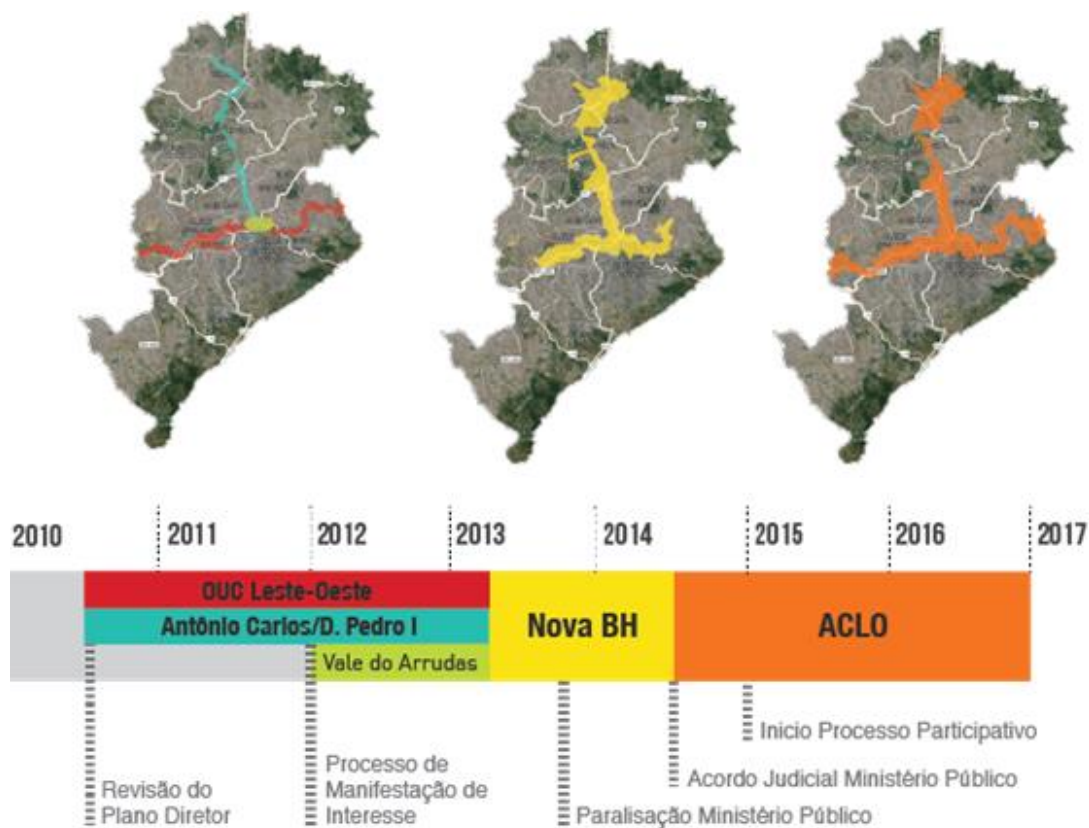 2010
2011
2012
2013
2014
2015
2016
2017
OUC Leste-Oeste
Antônio Carlos/D. Pedro I
Vale do Arrudas
Nova BH
ACLO
Revisão do
Plano Diretor
Processo de
Manifestação de
Interesse
Paralisação Ministério Público
Acordo Judicial Ministério Público
Inicio Processo Participativo